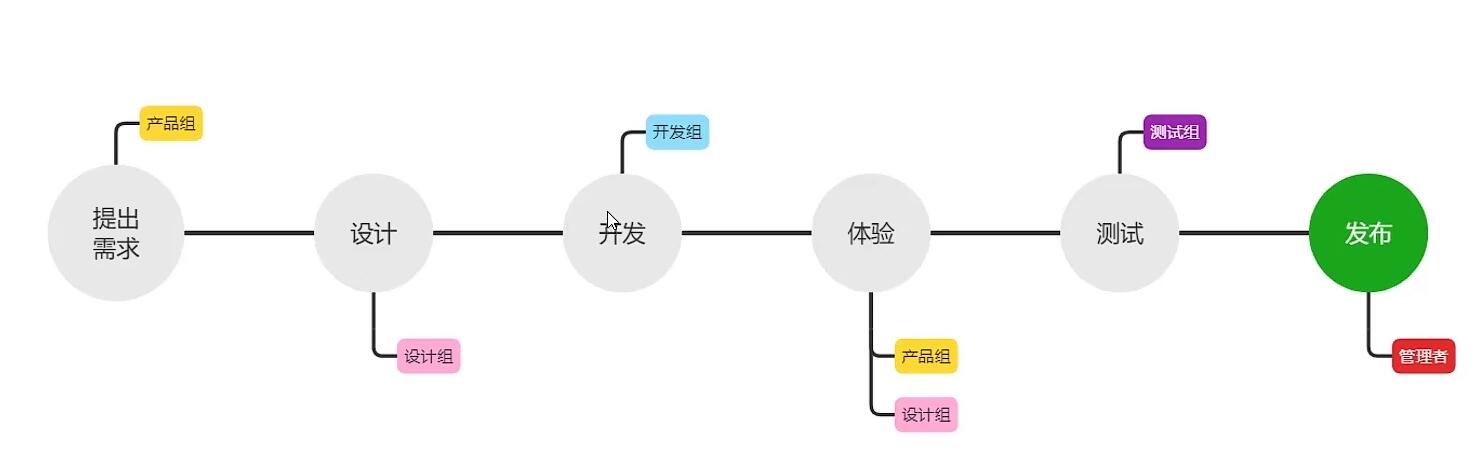 产品组
开发组
测试组
提出
需求
设计
开发
体验
测试
发布
设计组
产品组
管理者
设计组